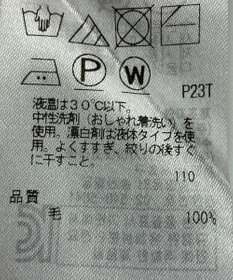 P23T
P
W
液温は30℃以下。
中性洗剤（おしゃれ着洗い）を
使用。漂白剤は液体タイプを使
用。よくすすぎ、絞りの後すぐ
に干すこと。
110
品質
毛 100%